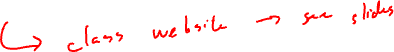 ↳ class website → see slides